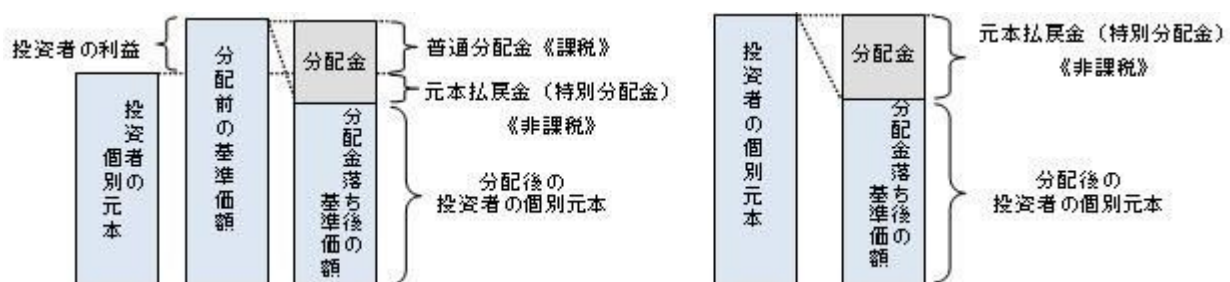 投資者の利益
投資者の
個別元本
分配前の基準価額
分配金
分配金落ち後の
基準価額
普通分配金《課税》
元本払戻金（特別分配金）
《非課税》
分配後の
投資者の個別元本
投資者の個別元本
分配金
分配金落ち後の
基準価額
元本払戻金（特別分配金）
《非課税》
分配後の
投資者の個別元本